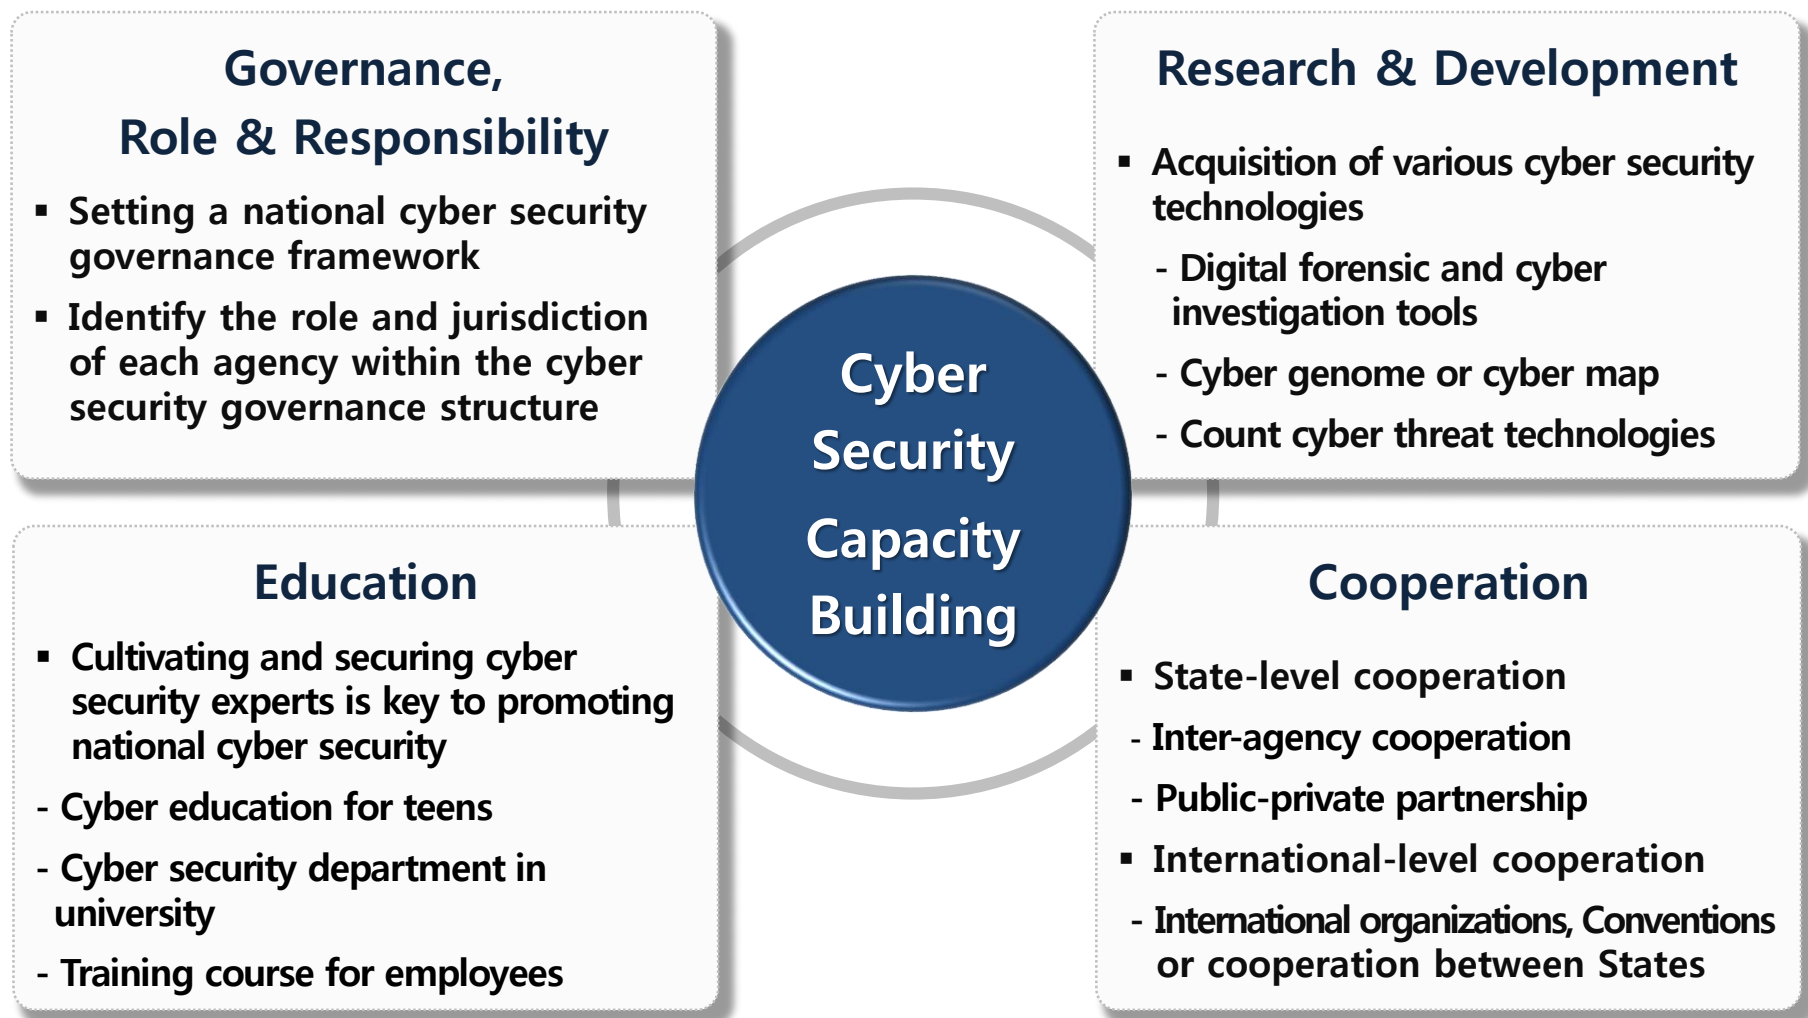 Governance,
Role & Responsibility
▪ Setting a national cyber security
governance framework
▪ Identify the role and jurisdiction
of each agency within the cyber
security governance structure
Research & Development
▪ Acquisition of various cyber security
technologies
- Digital forensic and cyber
investigation tools
- Cyber genome or cyber map
- Count cyber threat technologies
Cyber
Security
Capacity
Building
Education
▪ Cultivating and securing cyber
security experts is key to promoting
national cyber security
- Cyber education for teens
- Cyber security department in
university
- Training course for employees
Cooperation
▪ State-level cooperation
- Inter-agency cooperation
- Public-private partnership
▪ International-level cooperation
- International organizations, Conventions
or cooperation between States